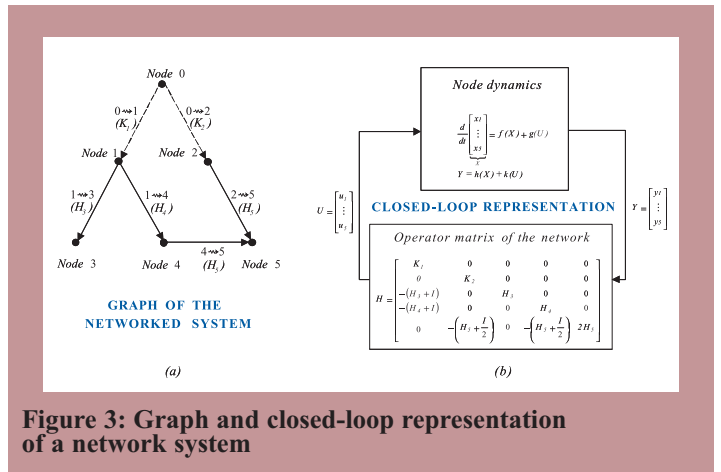 Node 0
0⇝1 0⇝2
(K1) (K2)
Node 1 Node 2
1⇝3 1⇝4 2⇝5
(H3) (H4) (H5)
4⇝5
(H5)
Node 3 Node 4 Node 5
GRAPH OF THE
NETWORKED SYSTEM
(a)
Node dynamics
d/dt [x1 ⋮ x5] = f(X) + g(U)
X
Y = h(X) + k(U)
U = [u1 ⋮ u5]
CLOSED-LOOP REPRESENTATION
Y = [y1 ⋮ y5]
Operator matrix of the network
K1 0 0 0 0
0 K2 0 0 0
H = −(H3+I) 0 H3 0 0
−(H4+I) 0 0 H4 0
0 −(H5+I/2) 0 −(H5+I/2) 2H5
(b)
Figure 3: Graph and closed-loop representation
of a network system